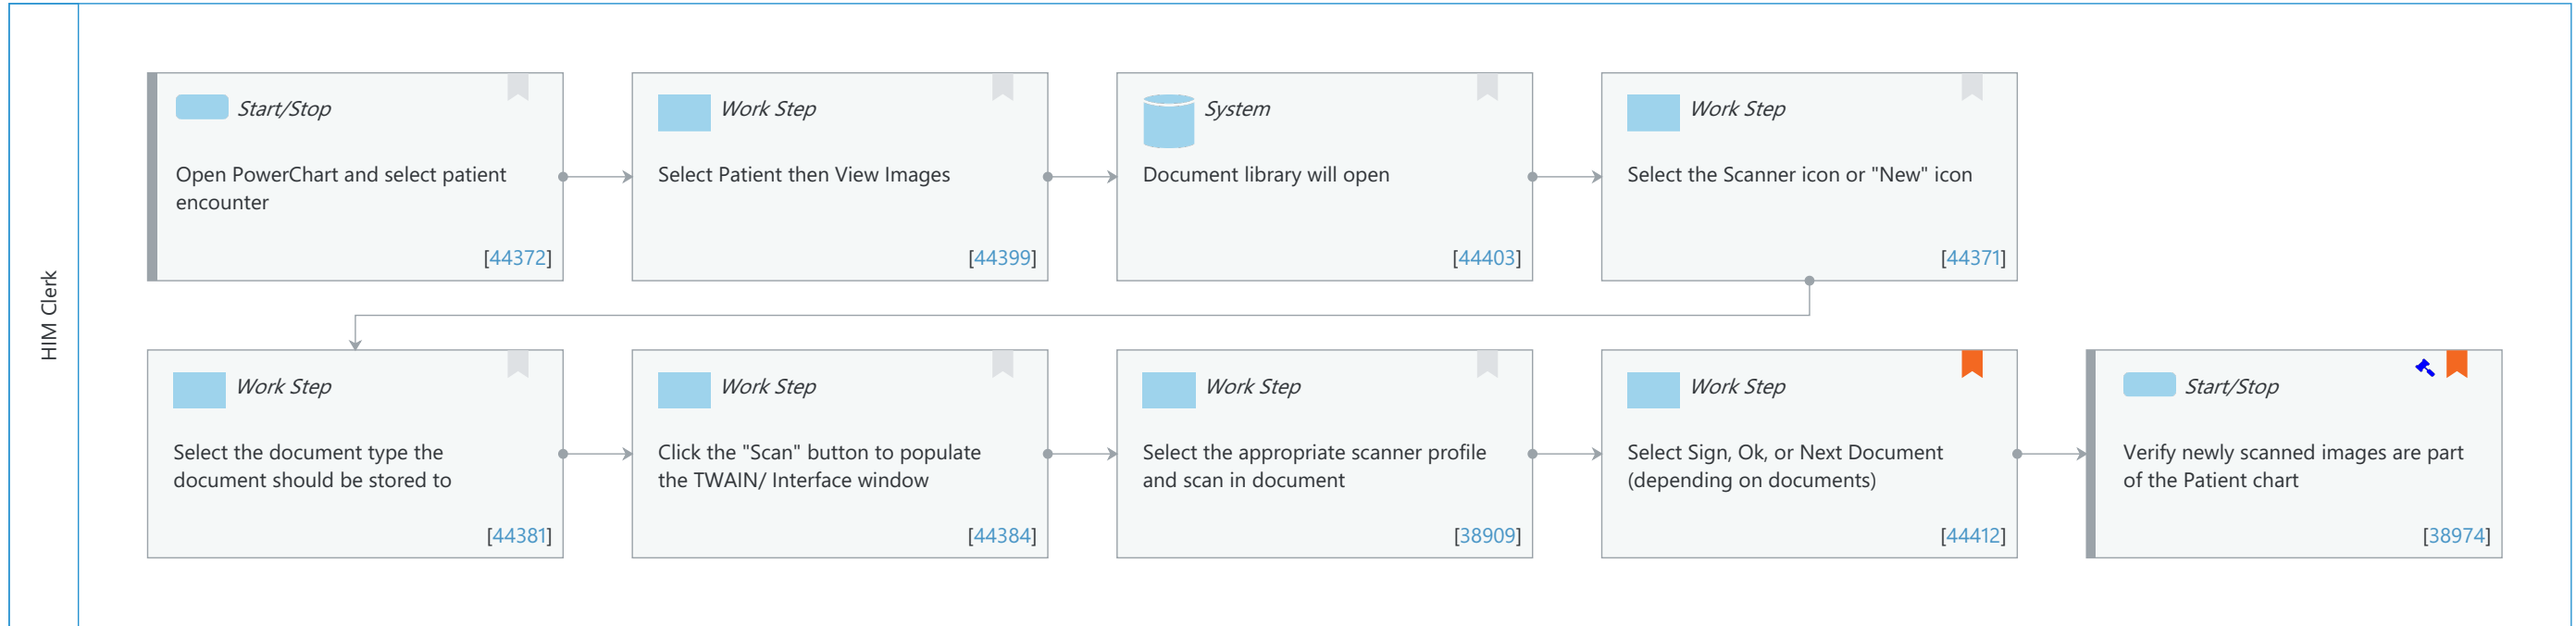 HIM Clerk
Start/Stop
Open PowerChart and select patient
encounter
[44372]
Work Step
Select Patient then View Images
[44399]
System
Document library will open
[44403]
Work Step
Select the Scanner icon or "New" icon
[44371]
Work Step
Select the document type the
document should be stored to
[44381]
Work Step
Click the "Scan" button to populate
the TWAIN/ Interface window
[44384]
Work Step
Select the appropriate scanner profile
and scan in document
[38909]
Work Step
Select Sign, Ok, or Next Document
(depending on documents)
[44412]
Start/Stop
Verify newly scanned images are part
of the Patient chart
[38974]